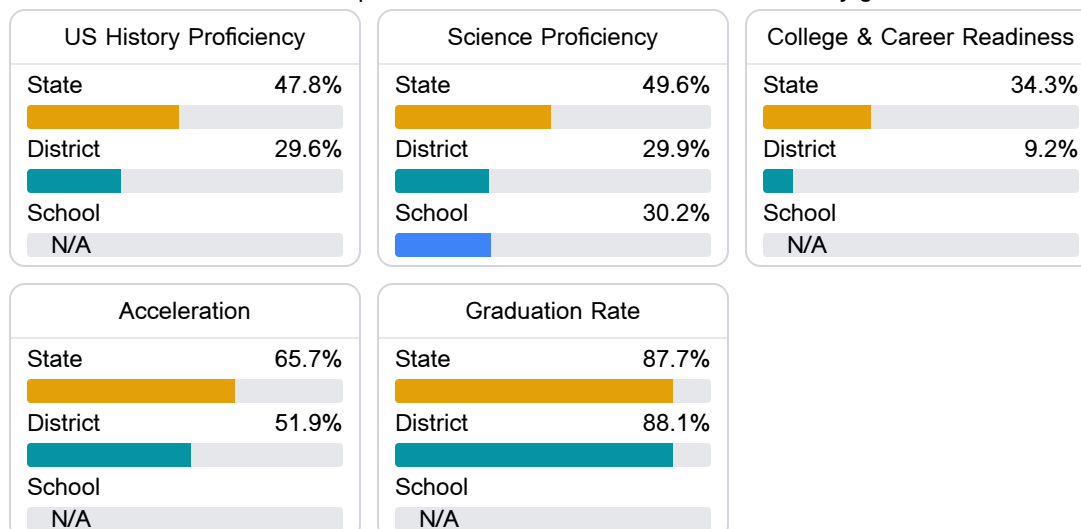 US History Proficiency
State 47.8%
District 29.6%
School
N/A
Science Proficiency
State 49.6%
District 29.9%
School 30.2%
College & Career Readiness
State 34.3%
District 9.2%
School
N/A
Acceleration
State 65.7%
District 51.9%
School
N/A
Graduation Rate
State 87.7%
District 88.1%
School
N/A